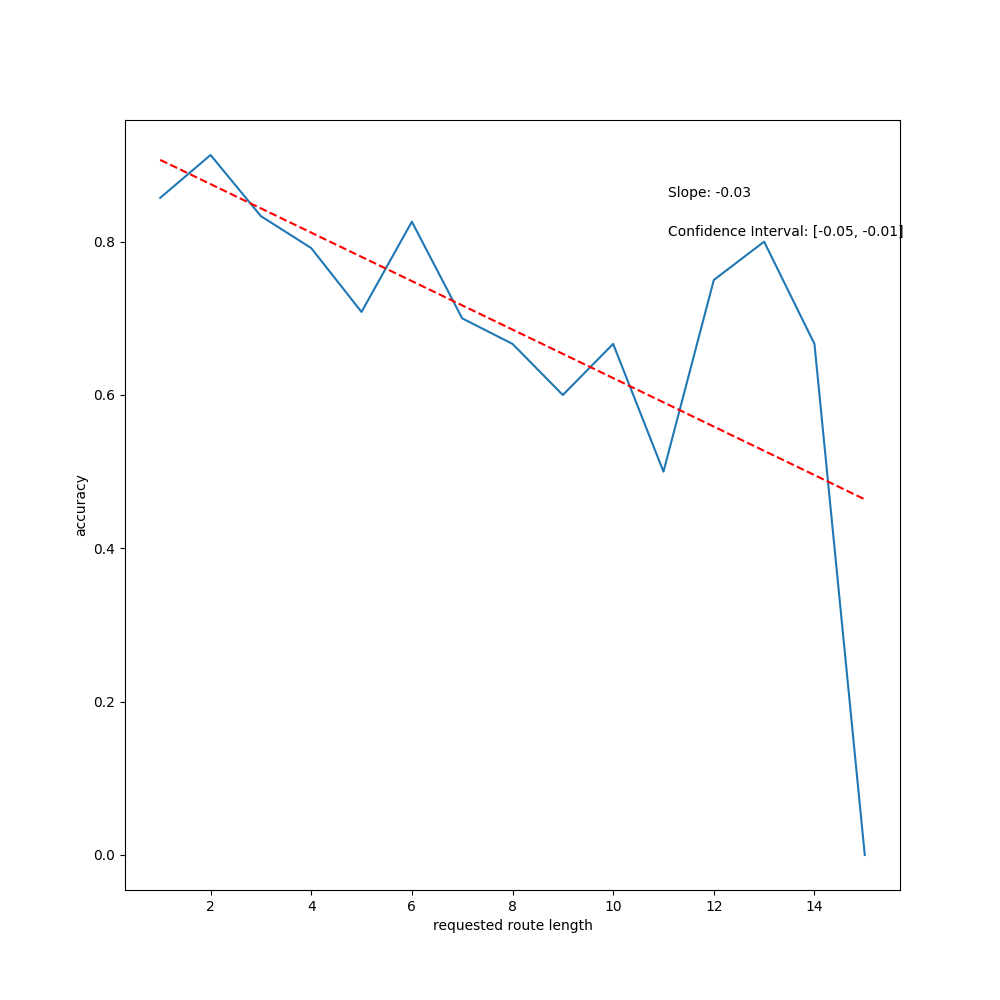 Slope: -0.03
Confidence Interval: [-0.05, -0.01]
accuracy
0.8
0.6
0.4
0.2
0.0
2 4 6 8 10 12 14
requested route length